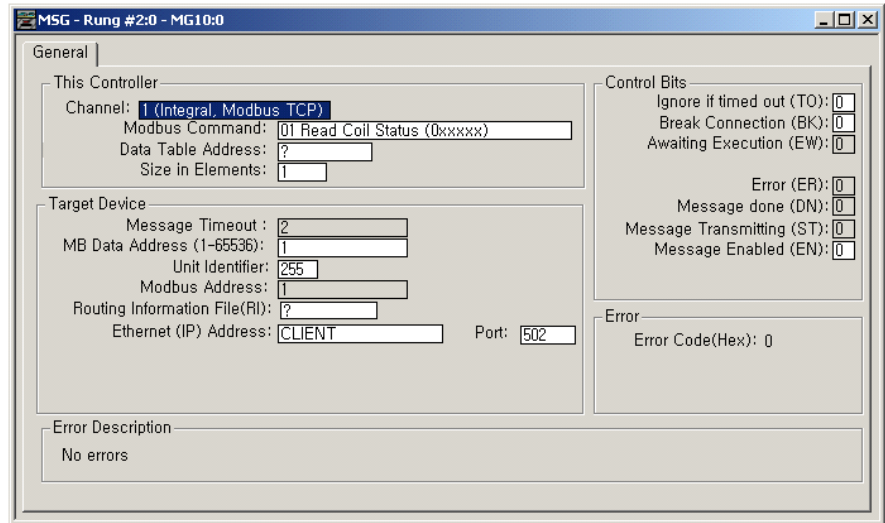 MSG - Rung #2:0 - MG10:0
General
This Controller
Channel: 1 (Integral, Modbus TCP)
Modbus Command: 01 Read Coil Status (0xxxxx)
Data Table Address: ?
Size in Elements: 1
Target Device
Message Timeout : 2
MB Data Address (1-65536): 1
Unit Identifier: 255
Modbus Address: 1
Routing Information File(RI): ?
Ethernet (IP) Address: CLIENT Port: 502
Control Bits
Ignore if timed out (TO): 0
Break Connection (BK): 0
Awaiting Execution (EW): 0
Error (ER): 0
Message done (DN): 0
Message Transmitting (ST): 0
Message Enabled (EN): 0
Error
Error Code(Hex): 0
Error Description
No errors